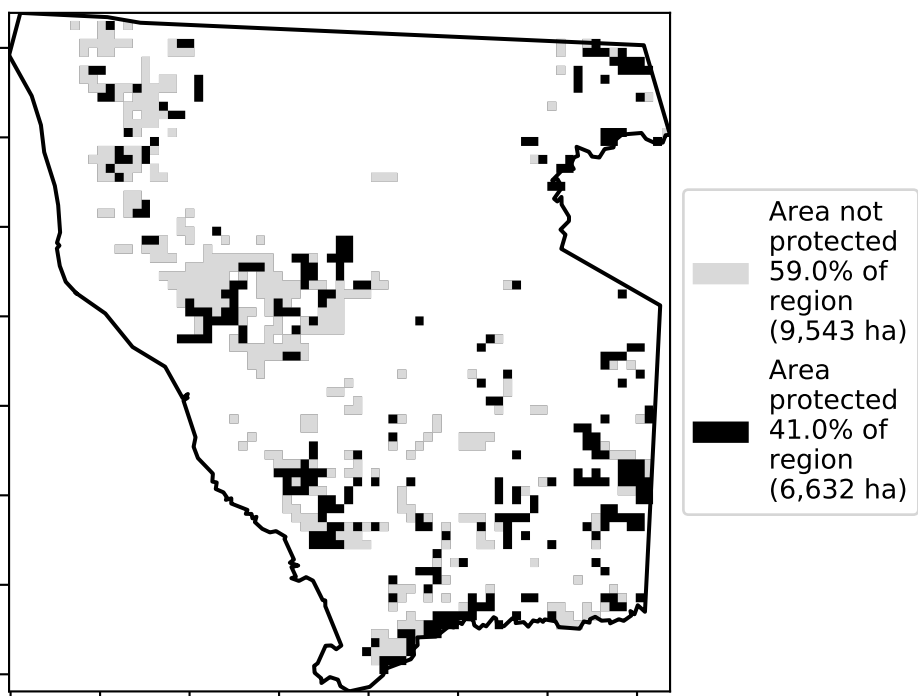 Area not
protected
59.0% of
region
(9,543 ha)
Area
protected
41.0% of
region
(6,632 ha)